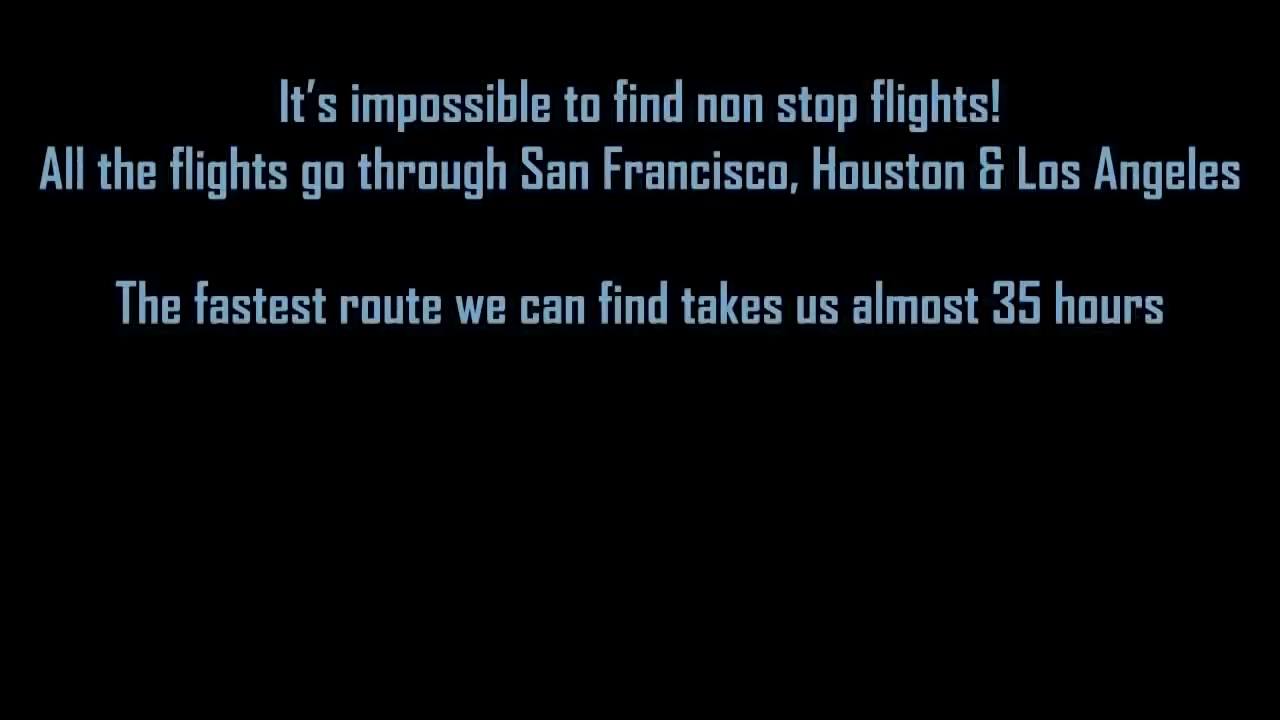 It's impossible to find non stop flights!
All the flights go through San Francisco, Houston & Los Angeles
The fastest route we can find takes us almost 35 hours